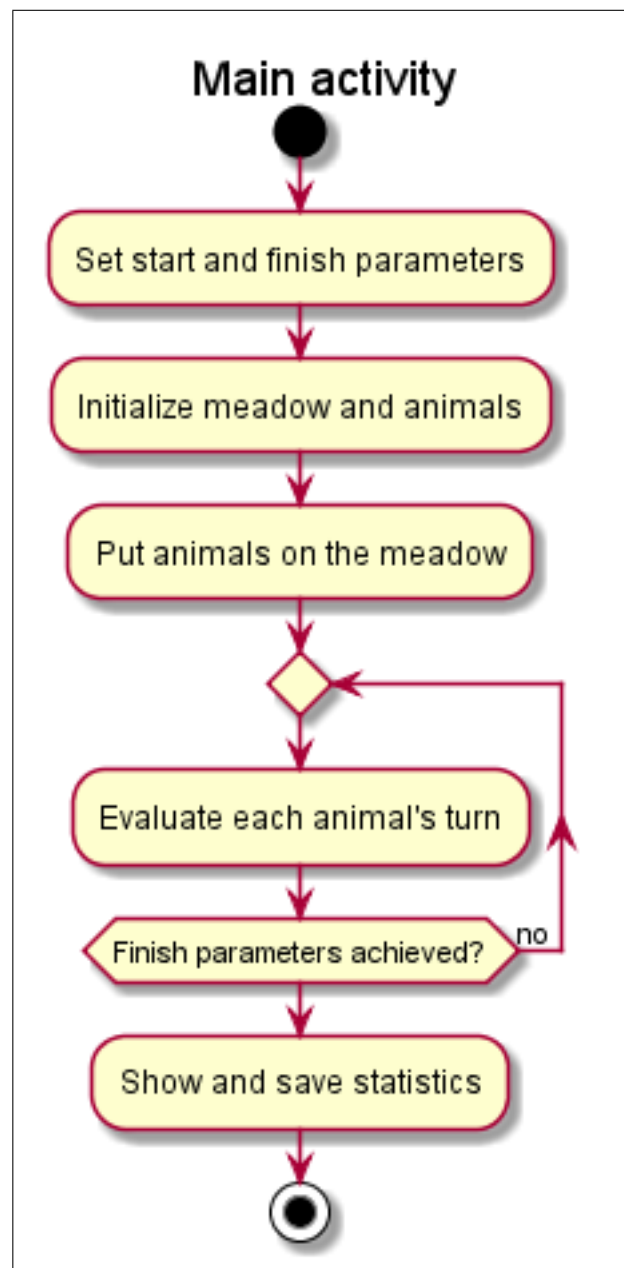 Main activity
Set start and finish parameters
Initialize meadow and animals
Put animals on the meadow
Evaluate each animal's turn
Finish parameters achieved?
no
Show and save statistics